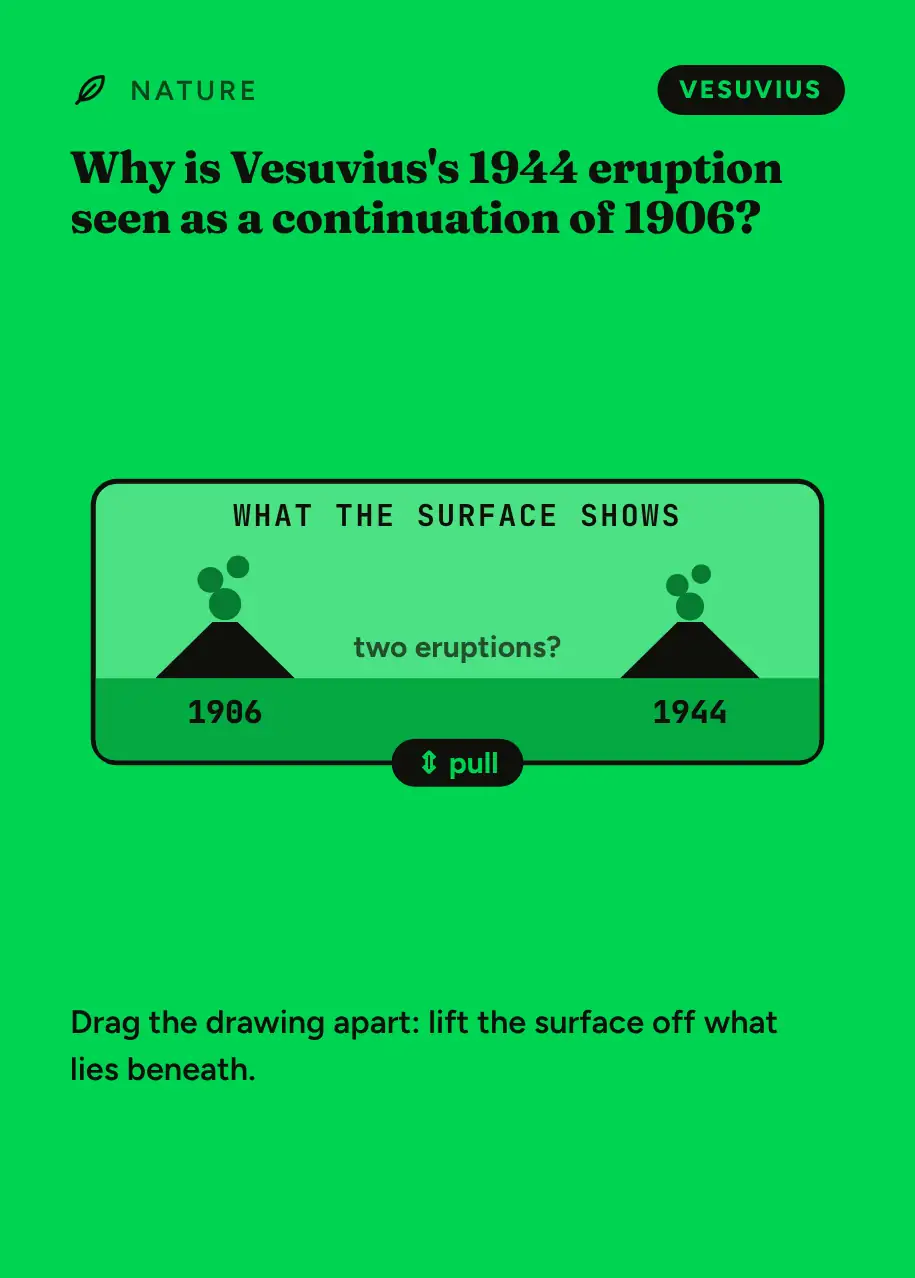 NATURE
VESUVIUS
Why is Vesuvius's 1944 eruption
seen as a continuation of 1906?
WHAT THE SURFACE SHOWS
two eruptions?
1906
1944
⇕ pull
Drag the drawing apart: lift the surface off what
lies beneath.